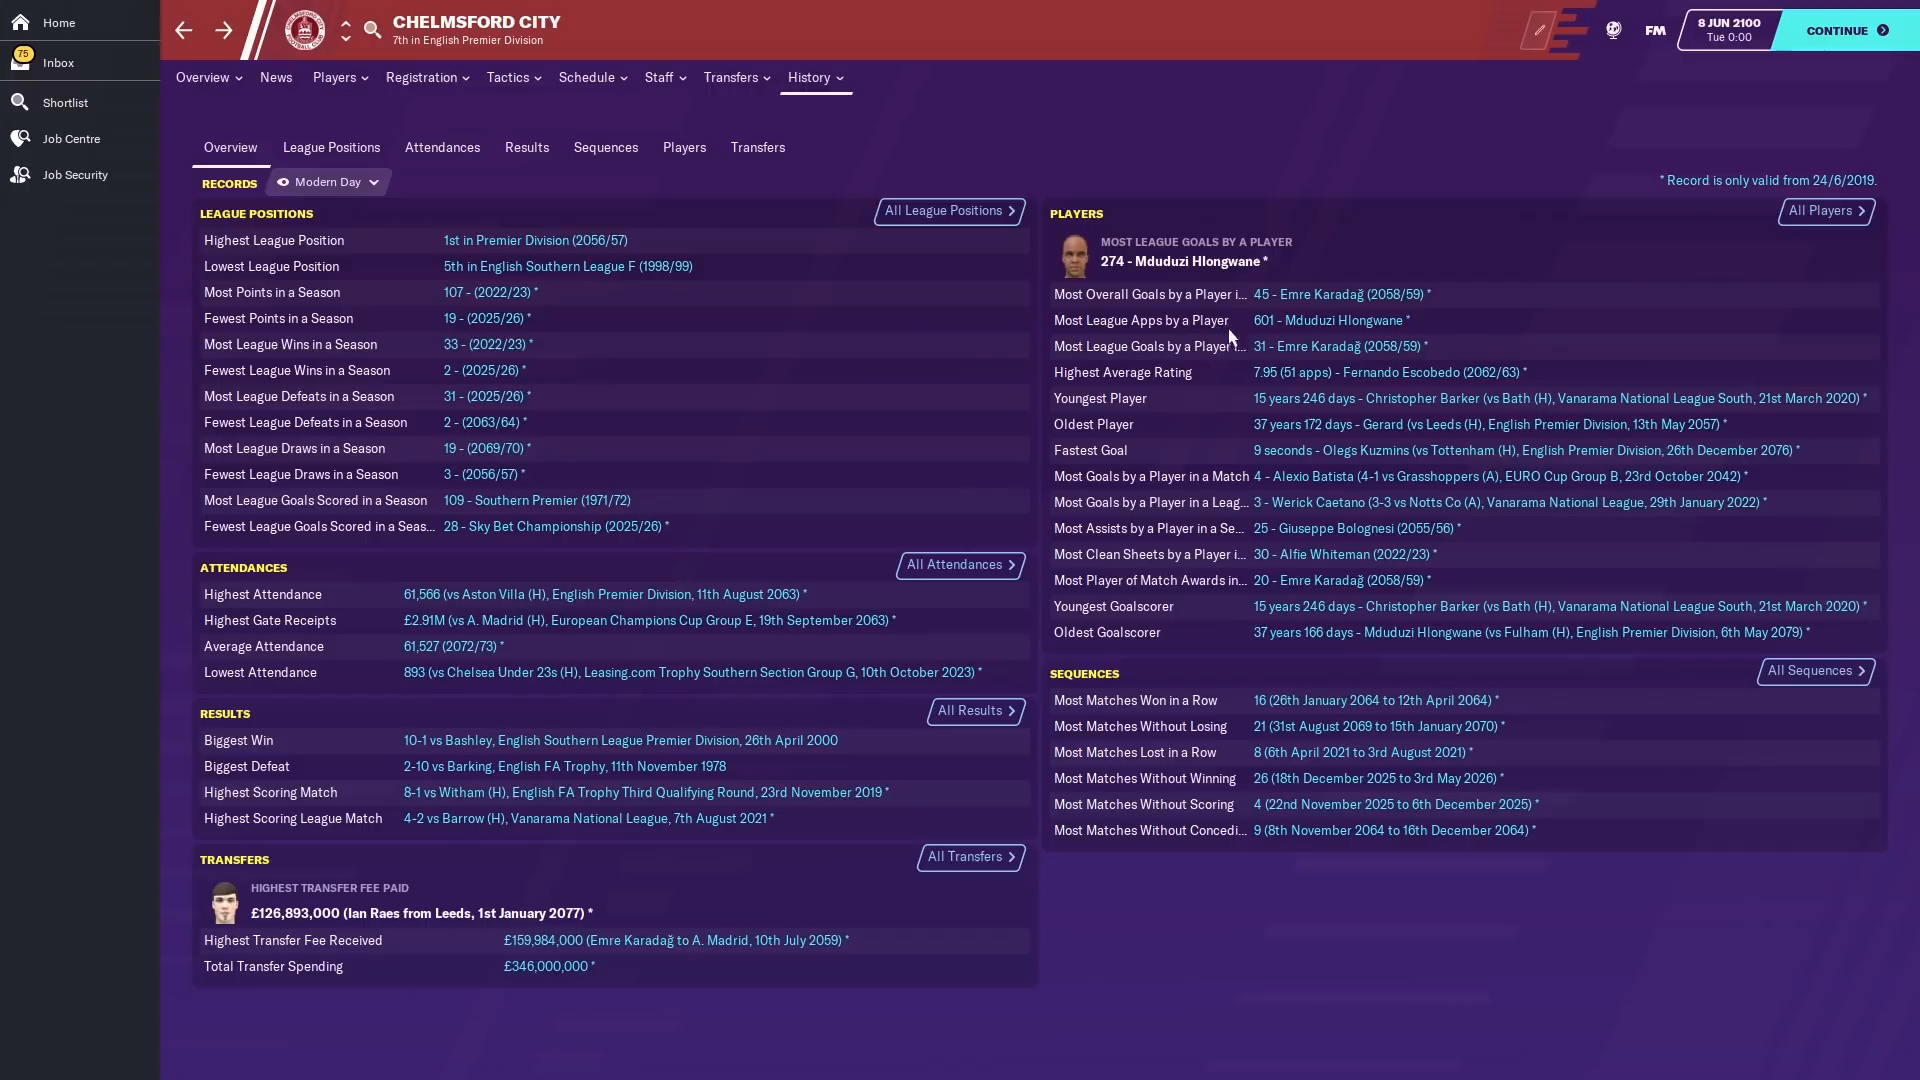 Home
75
Inbox
Shortlist
Job Centre
Job Security
CHELMSFORD CITY
7th in English Premier Division
FM
8 JUN 2100
Tue 0:00
CONTINUE
Overview News Players Registration Tactics Schedule Staff Transfers History
Overview League Positions Attendances Results Sequences Players Transfers
RECORDS Modern Day
* Record is only valid from 24/6/2019.
LEAGUE POSITIONS All League Positions
Highest League Position 1st in Premier Division (2056/57)
Lowest League Position 5th in English Southern League F (1998/99)
Most Points in a Season 107 - (2022/23) *
Fewest Points in a Season 19 - (2025/26) *
Most League Wins in a Season 33 - (2022/23) *
Fewest League Wins in a Season 2 - (2025/26) *
Most League Defeats in a Season 31 - (2025/26) *
Fewest League Defeats in a Season 2 - (2063/64) *
Most League Draws in a Season 19 - (2069/70) *
Fewest League Draws in a Season 3 - (2056/57) *
Most League Goals Scored in a Season 109 - Southern Premier (1971/72)
Fewest League Goals Scored in a Seas... 28 - Sky Bet Championship (2025/26) *
ATTENDANCES All Attendances
Highest Attendance 61,566 (vs Aston Villa (H), English Premier Division, 11th August 2063) *
Highest Gate Receipts £2.91M (vs A. Madrid (H), European Champions Cup Group E, 19th September 2063) *
Average Attendance 61,527 (2072/73) *
Lowest Attendance 893 (vs Chelsea Under 23s (H), Leasing.com Trophy Southern Section Group G, 10th October 2023) *
RESULTS All Results
Biggest Win 10-1 vs Bashley, English Southern League Premier Division, 26th April 2000
Biggest Defeat 2-10 vs Barking, English FA Trophy, 11th November 1978
Highest Scoring Match 8-1 vs Witham (H), English FA Trophy Third Qualifying Round, 23rd November 2019 *
Highest Scoring League Match 4-2 vs Barrow (H), Vanarama National League, 7th August 2021 *
TRANSFERS All Transfers
HIGHEST TRANSFER FEE PAID
£126,893,000 (Ian Raes from Leeds, 1st January 2077) *
Highest Transfer Fee Received £159,984,000 (Emre Karadağ to A. Madrid, 10th July 2059) *
Total Transfer Spending £346,000,000 *
PLAYERS All Players
MOST LEAGUE GOALS BY A PLAYER
274 - Mduduzi Hlongwane *
Most Overall Goals by a Player i... 45 - Emre Karadağ (2058/59) *
Most League Apps by a Player 601 - Mduduzi Hlongwane *
Most League Goals by a Player i... 31 - Emre Karadağ (2058/59) *
Highest Average Rating 7.95 (51 apps) - Fernando Escobedo (2062/63) *
Youngest Player 15 years 246 days - Christopher Barker (vs Bath (H), Vanarama National League South, 21st March 2020) *
Oldest Player 37 years 172 days - Gerard (vs Leeds (H), English Premier Division, 13th May 2057) *
Fastest Goal 9 seconds - Olegs Kuzmins (vs Tottenham (H), English Premier Division, 26th December 2076) *
Most Goals by a Player in a Match 4 - Alexio Batista (4-1 vs Grasshoppers (A), EURO Cup Group B, 23rd October 2042) *
Most Goals by a Player in a Leag... 3 - Werick Caetano (3-3 vs Notts Co (A), Vanarama National League, 29th January 2022) *
Most Assists by a Player in a Se... 25 - Giuseppe Bolognesi (2055/56) *
Most Clean Sheets by a Player i... 30 - Alfie Whiteman (2022/23) *
Most Player of Match Awards in... 20 - Emre Karadağ (2058/59) *
Youngest Goalscorer 15 years 246 days - Christopher Barker (vs Bath (H), Vanarama National League South, 21st March 2020) *
Oldest Goalscorer 37 years 166 days - Mduduzi Hlongwane (vs Fulham (H), English Premier Division, 6th May 2079) *
SEQUENCES All Sequences
Most Matches Won in a Row 16 (26th January 2064 to 12th April 2064) *
Most Matches Without Losing 21 (31st August 2069 to 15th January 2070) *
Most Matches Lost in a Row 8 (6th April 2021 to 3rd August 2021) *
Most Matches Without Winning 26 (18th December 2025 to 3rd May 2026) *
Most Matches Without Scoring 4 (22nd November 2025 to 6th December 2025) *
Most Matches Without Concedi... 9 (8th November 2064 to 16th December 2064) *